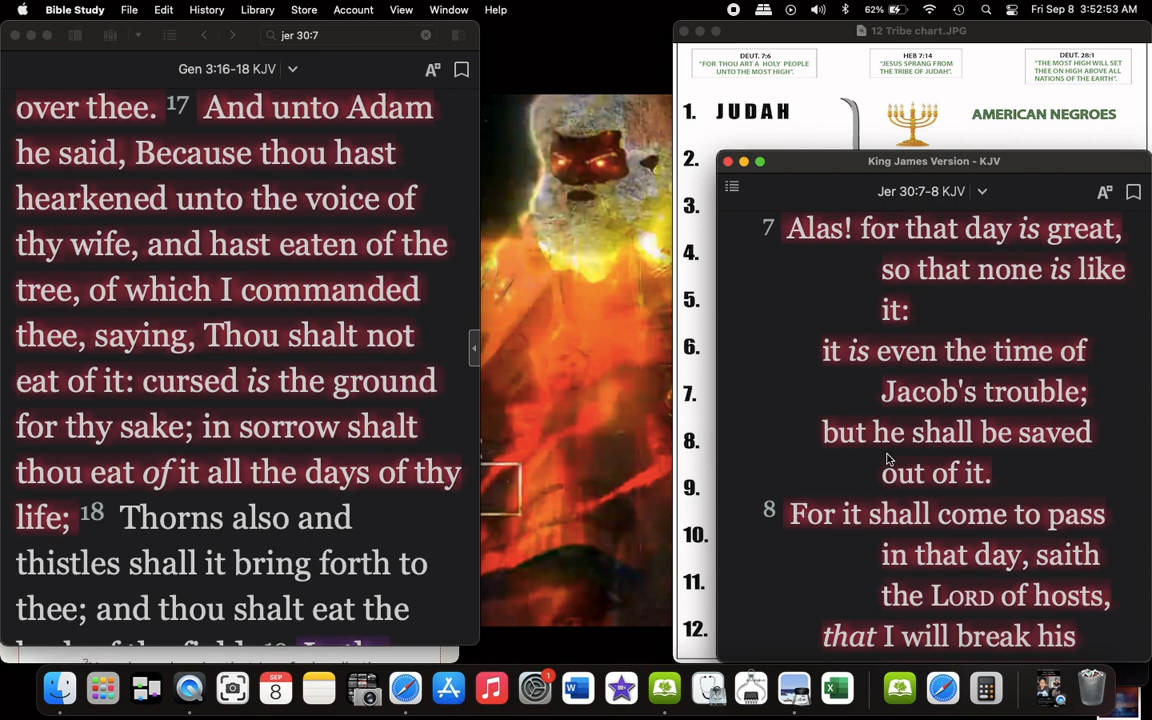 Bible Study File Edit History Library Store Account View Window Help
62% Fri Sep 8 3:52:53 AM
jer 30:7
Gen 3:16-18 KJV
over thee. 17 And unto Adam
he said, Because thou hast
hearkened unto the voice of
thy wife, and hast eaten of the
tree, of which I commanded
thee, saying, Thou shalt not
eat of it: cursed is the ground
for thy sake; in sorrow shalt
thou eat of it all the days of thy
life; 18 Thorns also and
thistles shall it bring forth to
thee; and thou shalt eat the
12 Tribe chart.JPG
DEUT. 7:6
"FOR THOU ART A HOLY PEOPLE
UNTO THE MOST HIGH".
HEB 7:14
"JESUS SPRANG FROM
THE TRIBE OF JUDAH".
DEUT. 28:1
"THE MOST HIGH WILL SET
THEE ON HIGH ABOVE ALL
NATIONS OF THE EARTH".
1. JUDAH AMERICAN NEGROES
2.
3.
4.
5.
6.
7.
8.
9.
10.
11.
12.
King James Version - KJV
Jer 30:7-8 KJV
7 Alas! for that day is great,
so that none is like
it:
it is even the time of
Jacob's trouble;
but he shall be saved
out of it.
8 For it shall come to pass
in that day, saith
the LORD of hosts,
that I will break his
SEP
8
1